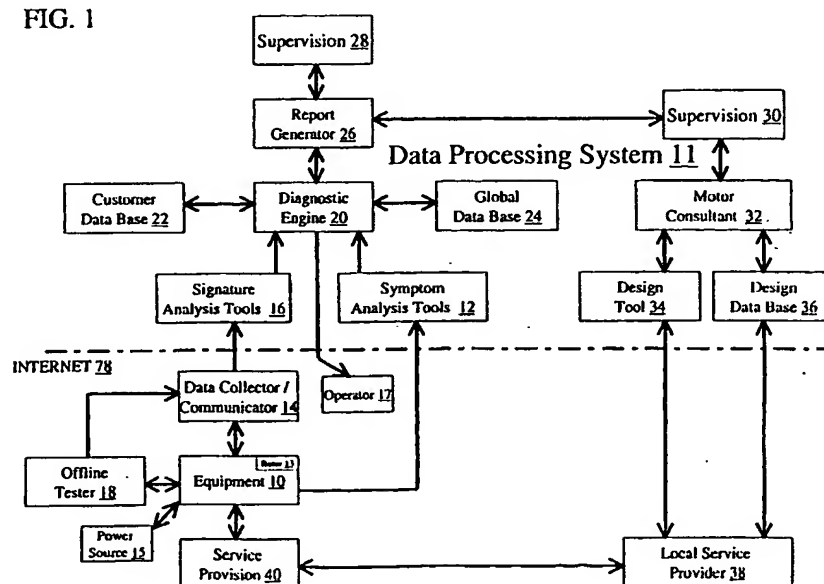 FIG. 1
Supervision 28
Report
Generator 26
Supervision 30
Data Processing System 11
Customer
Data Base 22
Diagnostic
Engine 20
Global
Data Base 24
Motor
Consultant 32
Signature
Analysis Tools 16
Symptom
Analysis Tools 12
Design
Tool 34
Design
Data Base 36
INTERNET 78
Data Collector /
Communicator 14
Operator 17
Offline
Tester 18
13
Equipment 10
Power
Source 15
Service
Provision 40
Local Service
Provider 38